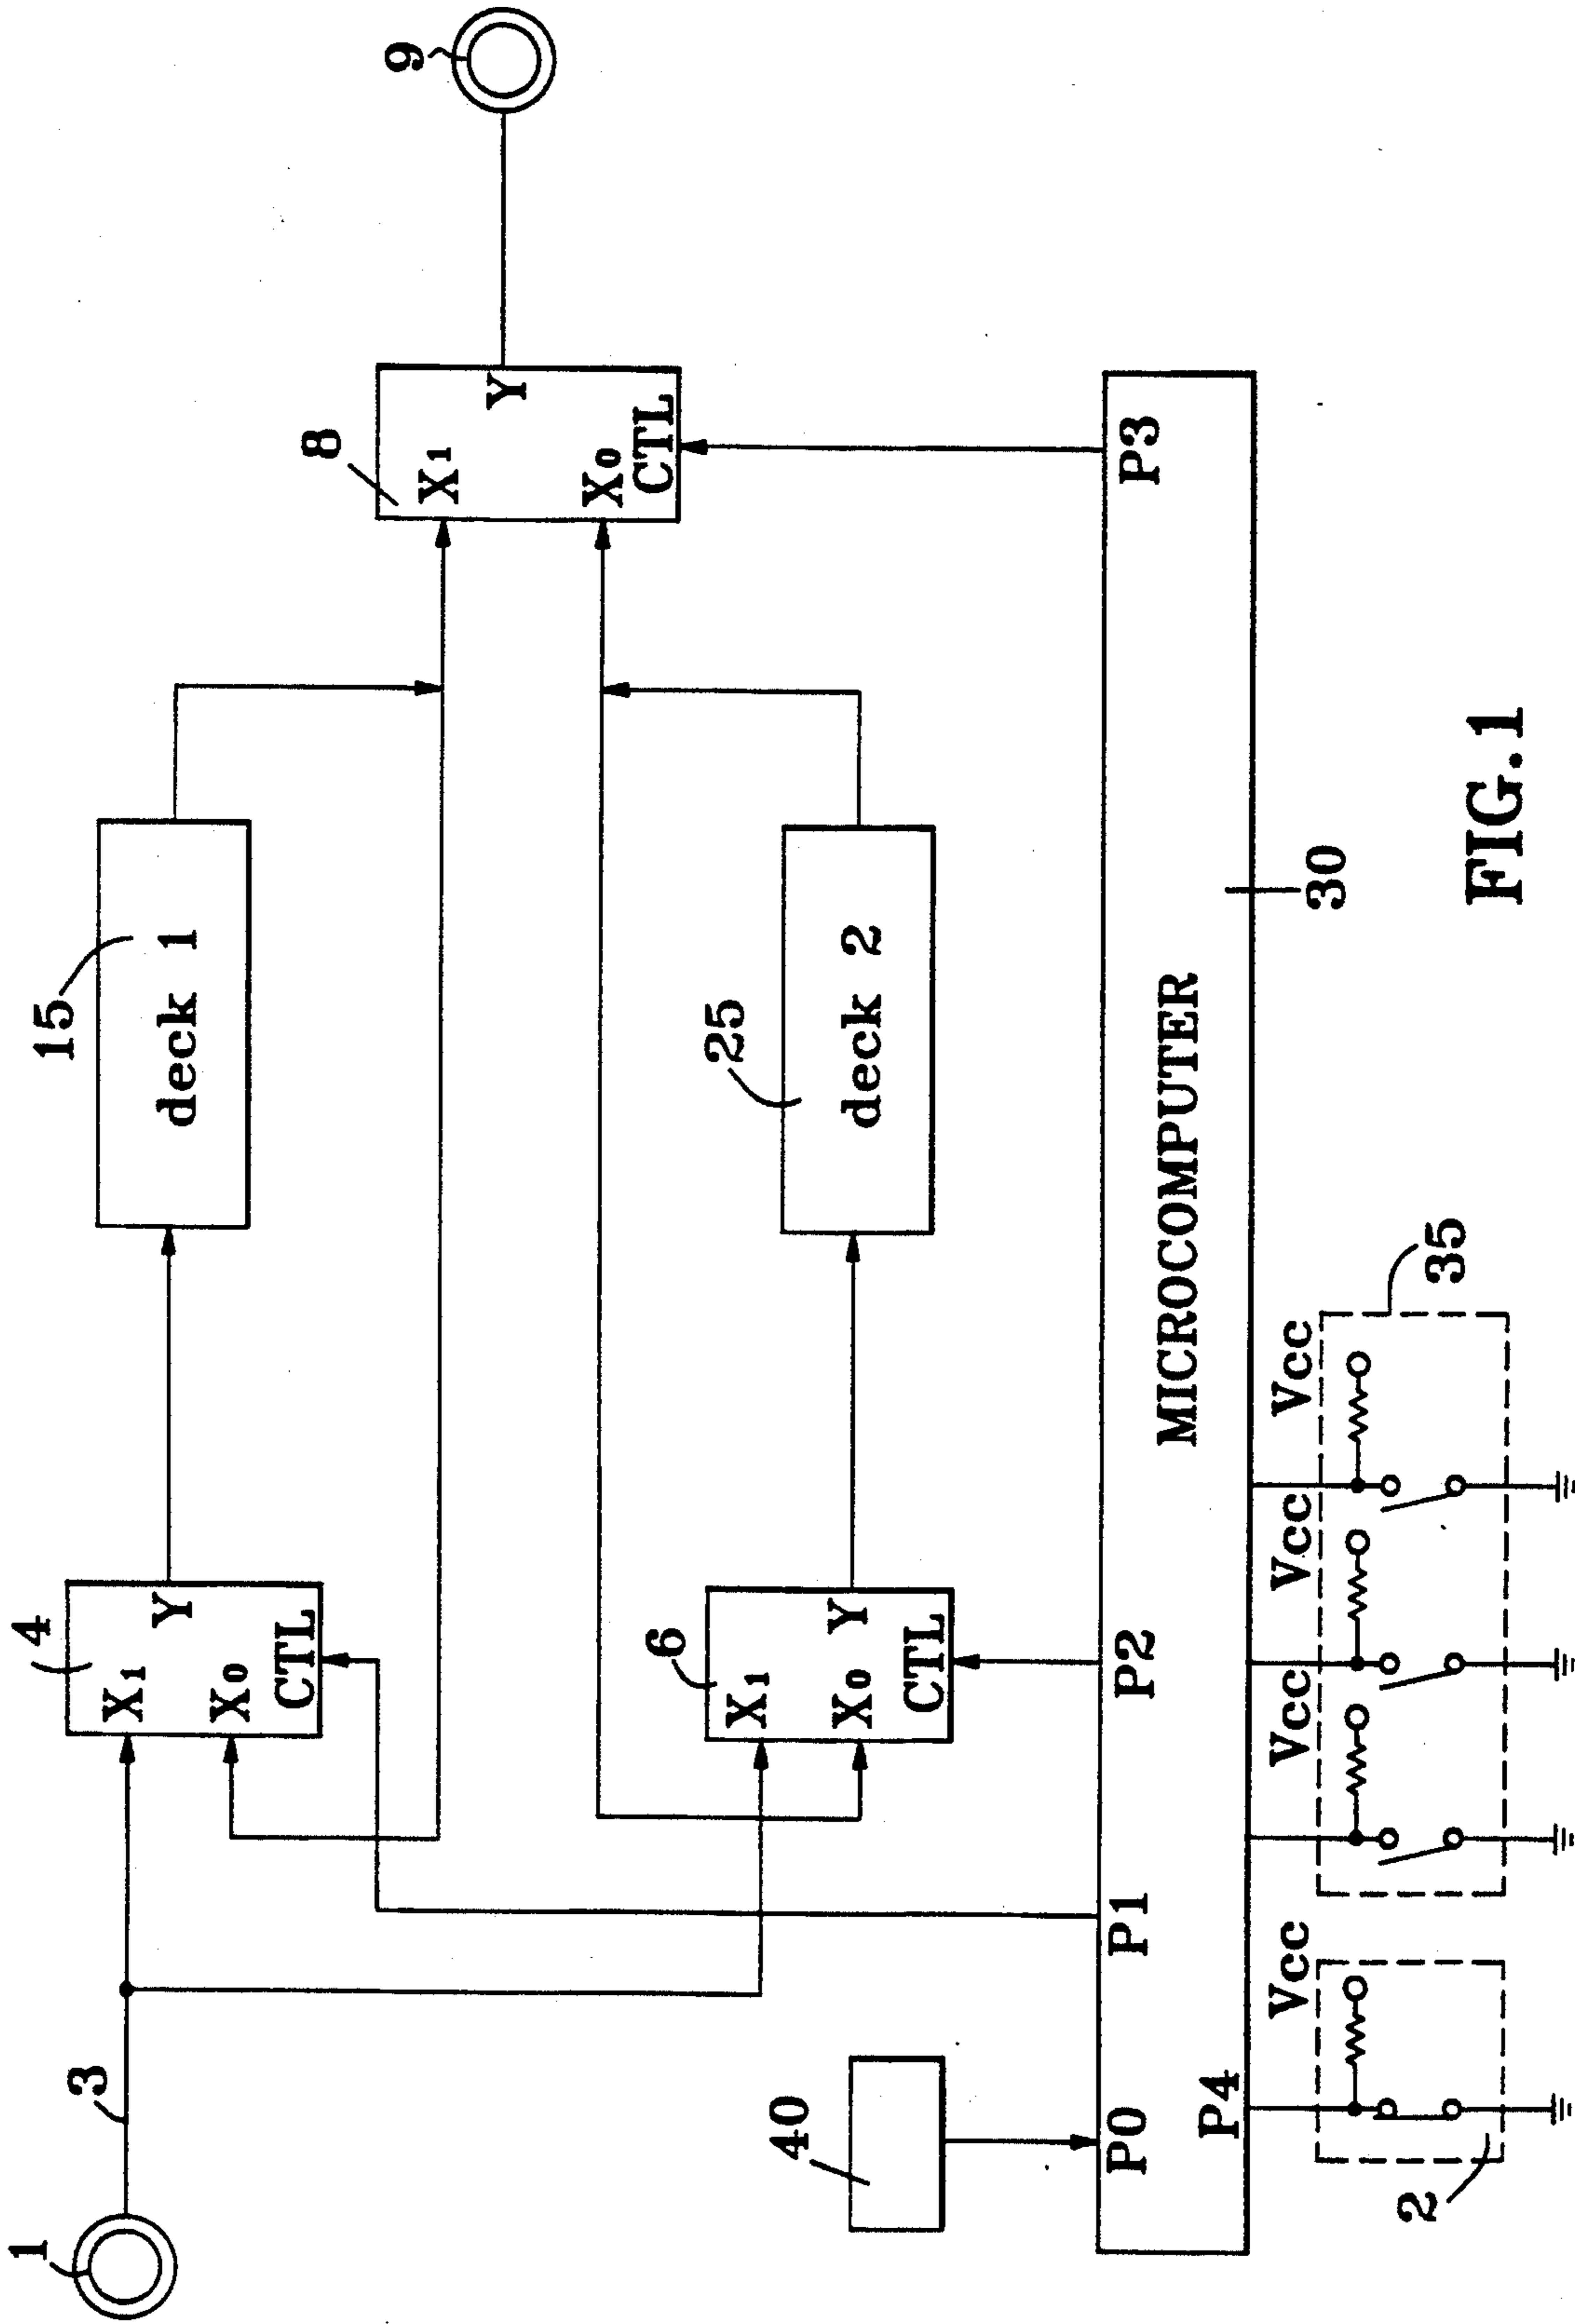 1
3
4
X1
Y
X0
CTL
15
deck 1
8
X1
Y
X0
CTL
9
6
X1
Y
X0
CTL
25
deck 2
40
P0
P1
P2
P3
P4
MICROCOMPUTER
30
Vcc
Vcc
Vcc
Vcc
2
35
FIG.1